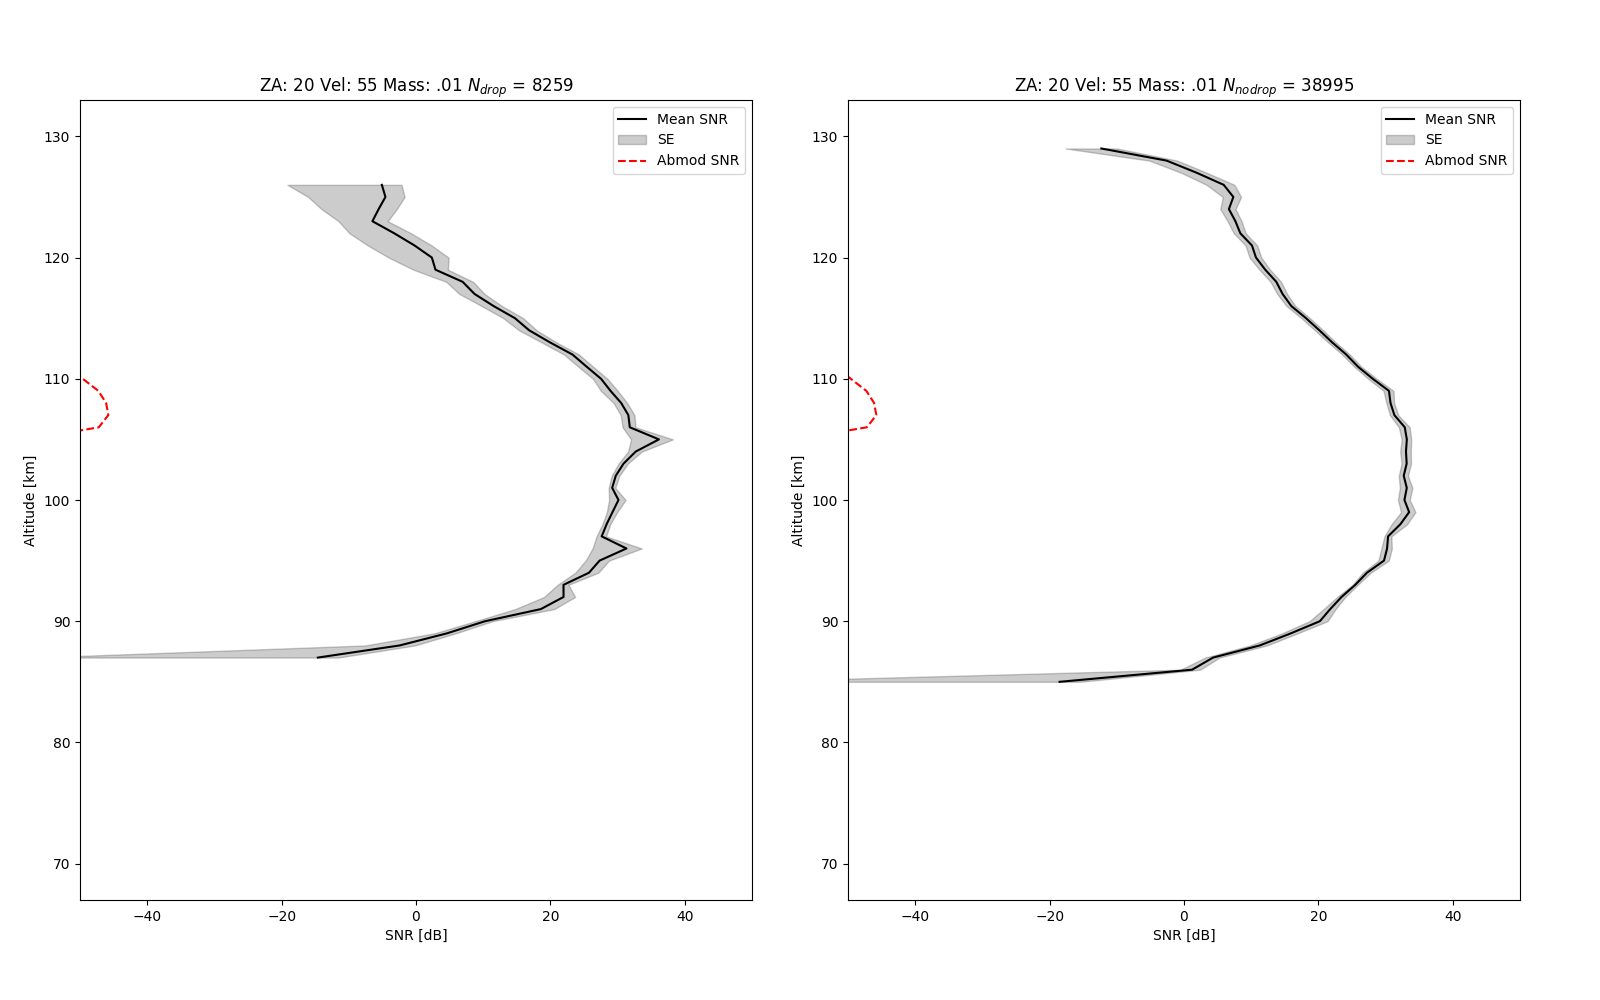 ZA: 20 Vel: 55 Mass: .01 N_drop = 8259
Mean SNR
SE
Abmod SNR
130
120
110
100
90
80
70
Altitude [km]
−40 −20 0 20 40
SNR [dB]
ZA: 20 Vel: 55 Mass: .01 N_nodrop = 38995
Mean SNR
SE
Abmod SNR
130
120
110
100
90
80
70
Altitude [km]
−40 −20 0 20 40
SNR [dB]